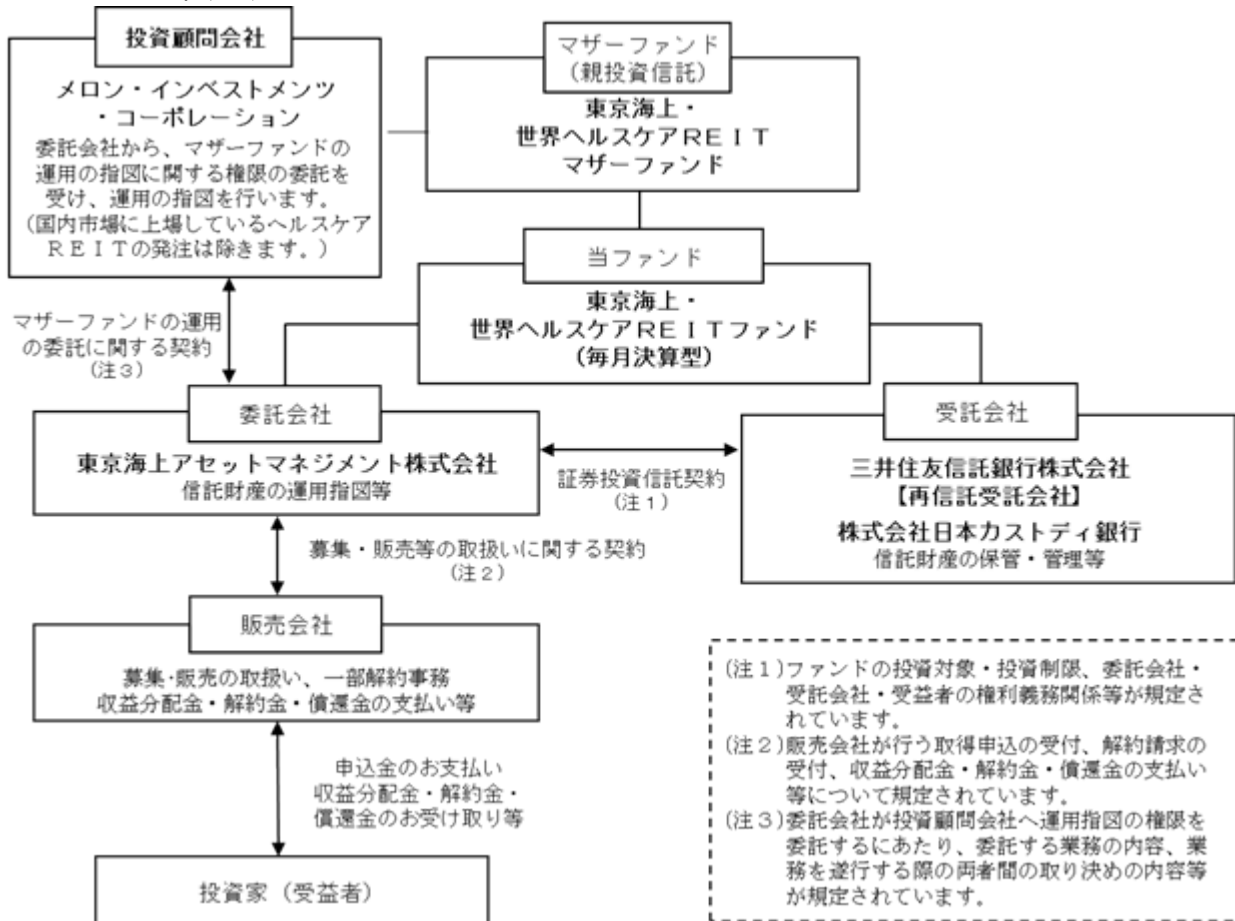 投資顧問会社
メロン・インベストメンツ
・コーポレーション
委託会社から、マザーファンドの
運用の指図に関する権限の委託を
受け、運用の指図を行います。
(国内市場に上場しているヘルスケア
ＲＥＩＴの発注は除きます。)
マザーファンド
(親投資信託)
東京海上・
世界ヘルスケアＲＥＩＴ
マザーファンド
当ファンド
東京海上・
世界ヘルスケアＲＥＩＴファンド
(毎月決算型)
マザーファンドの運用
の委託に関する契約
(注３)
委託会社
東京海上アセットマネジメント株式会社
信託財産の運用指図等
証券投資信託契約
(注１)
受託会社
三井住友信託銀行株式会社
【再信託受託会社】
株式会社日本カストディ銀行
信託財産の保管・管理等
募集・販売等の取扱いに関する契約
(注２)
販売会社
募集・販売の取扱い、一部解約事務
収益分配金・解約金・償還金の支払い等
申込金のお支払い
収益分配金・解約金・
償還金のお受け取り等
投資家（受益者）
(注１)ファンドの投資対象・投資制限、委託会社・
受託会社・受益者の権利義務関係等が規定さ
れています。
(注２)販売会社が行う取得申込の受付、解約請求の
受付、収益分配金・解約金・償還金の支払い
等について規定されています。
(注３)委託会社が投資顧問会社へ運用指図の権限を
委託するにあたり、委託する業務の内容、業
務を遂行する際の両者間の取り決めの内容等
が規定されています。